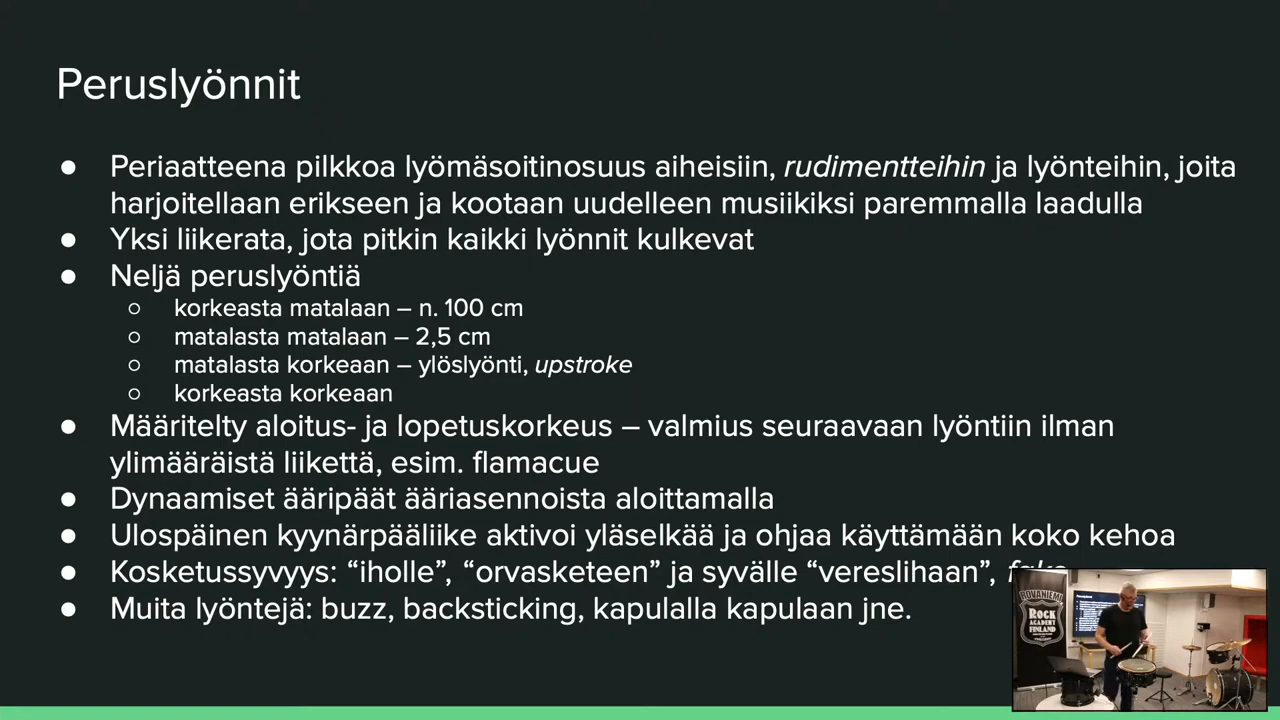 Peruslyönnit
● Periaatteena pilkkoa lyömäsoitinosuus aiheisiin, rudimentteihin ja lyönteihin, joita
harjoitellaan erikseen ja kootaan uudelleen musiikiksi paremmalla laadulla
● Yksi liikerata, jota pitkin kaikki lyönnit kulkevat
● Neljä peruslyöntiä
○ korkeasta matalaan – n. 100 cm
○ matalasta matalaan – 2,5 cm
○ matalasta korkeaan – ylöslyönti, upstroke
○ korkeasta korkeaan
● Määritelty aloitus- ja lopetuskorkeus – valmius seuraavaan lyöntiin ilman
ylimääräistä liikettä, esim. flamacue
● Dynaamiset ääripäät ääriasennoista aloittamalla
● Ulospäinen kyynärpääliike aktivoi yläselkää ja ohjaa käyttämään koko kehoa
● Kosketussyvyys: “iholle”, “orvasketeen” ja syvälle “vereslihaan”,
● Muita lyöntejä: buzz, backsticking, kapulalla kapulaan jne.
ROVANIEMI
ROCK
ACADEMY
FINLAND